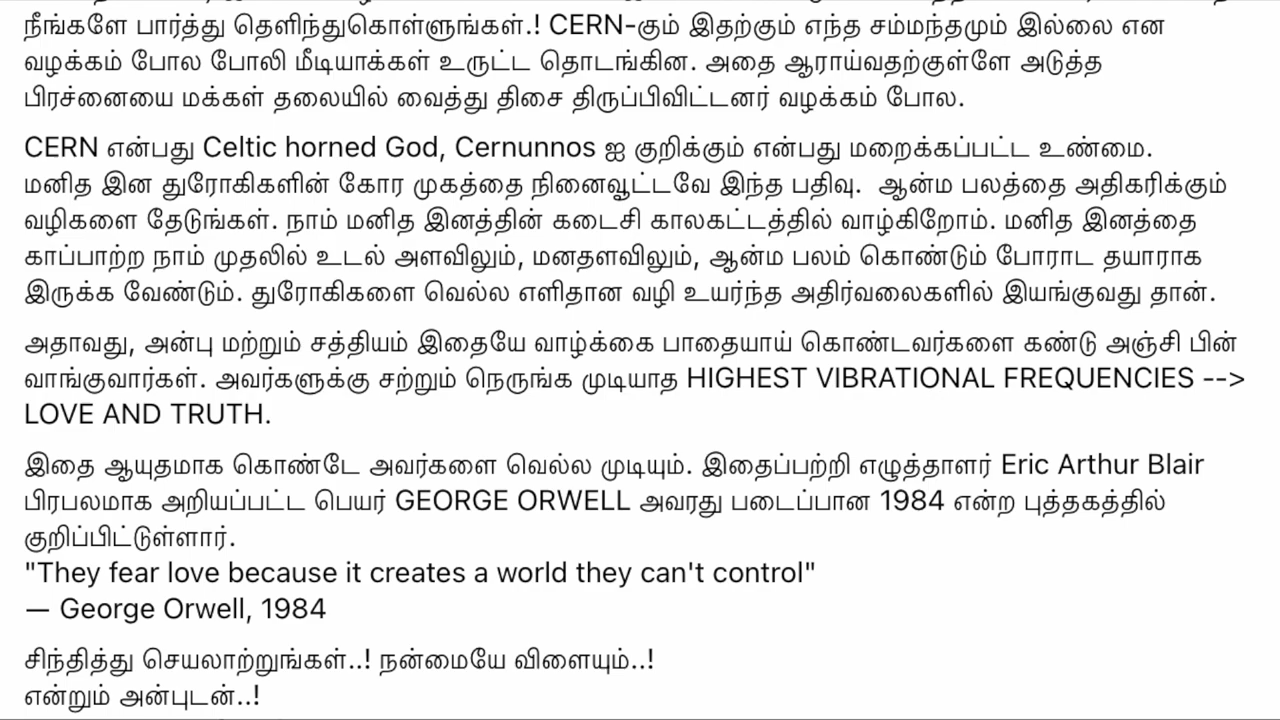 நீங்களே பார்த்து தெளிந்துகொள்ளுங்கள்.! CERN-கும் இதற்கும் எந்த சம்மந்தமும் இல்லை என
வழக்கம் போல போலி மீடியாக்கள் உருட்ட தொடங்கின. அதை ஆராய்வதற்குள்ளே அடுத்த
பிரச்னையை மக்கள் தலையில் வைத்து திசை திருப்பிவிட்டனர் வழக்கம் போல.
CERN என்பது Celtic horned God, Cernunnos ஐ குறிக்கும் என்பது மறைக்கப்பட்ட உண்மை.
மனித இன துரோகிகளின் கோர முகத்தை நினைவூட்டவே இந்த பதிவு. ஆன்ம பலத்தை அதிகரிக்கும்
வழிகளை தேடுங்கள். நாம் மனித இனத்தின் கடைசி காலகட்டத்தில் வாழ்கிறோம். மனித இனத்தை
காப்பாற்ற நாம் முதலில் உடல் அளவிலும், மனதளவிலும், ஆன்ம பலம் கொண்டும் போராட தயாராக
இருக்க வேண்டும். துரோகிகளை வெல்ல எளிதான வழி உயர்ந்த அதிர்வலைகளில் இயங்குவது தான்.
அதாவது, அன்பு மற்றும் சத்தியம் இதையே வாழ்க்கை பாதையாய் கொண்டவர்களை கண்டு அஞ்சி பின்
வாங்குவார்கள். அவர்களுக்கு சற்றும் நெருங்க முடியாத HIGHEST VIBRATIONAL FREQUENCIES -->
LOVE AND TRUTH.
இதை ஆயுதமாக கொண்டே அவர்களை வெல்ல முடியும். இதைப்பற்றி எழுத்தாளர் Eric Arthur Blair
பிரபலமாக அறியப்பட்ட பெயர் GEORGE ORWELL அவரது படைப்பான 1984 என்ற புத்தகத்தில்
குறிப்பிட்டுள்ளார்.
"They fear love because it creates a world they can't control"
— George Orwell, 1984
சிந்தித்து செயலாற்றுங்கள்..! நன்மையே விளையும்..!
என்றும் அன்புடன்..!